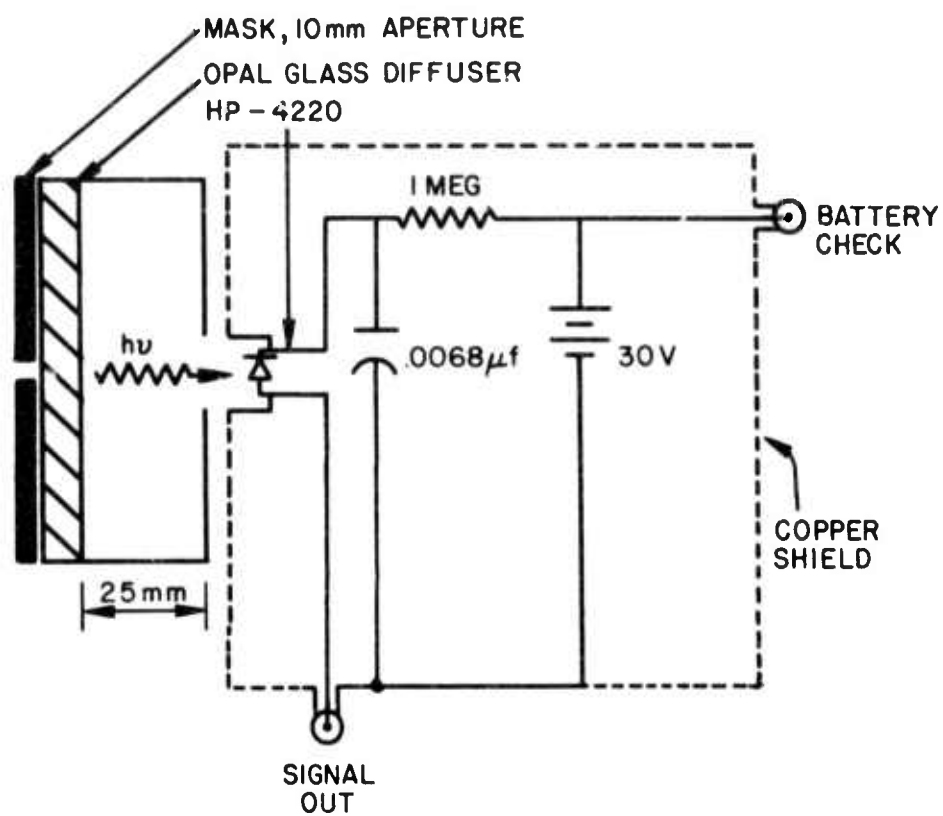 MASK, 10mm APERTURE
OPAL GLASS DIFFUSER
HP-4220
1 MEG
BATTERY
CHECK
hν
.0068μf
30V
COPPER
SHIELD
25mm
SIGNAL
OUT